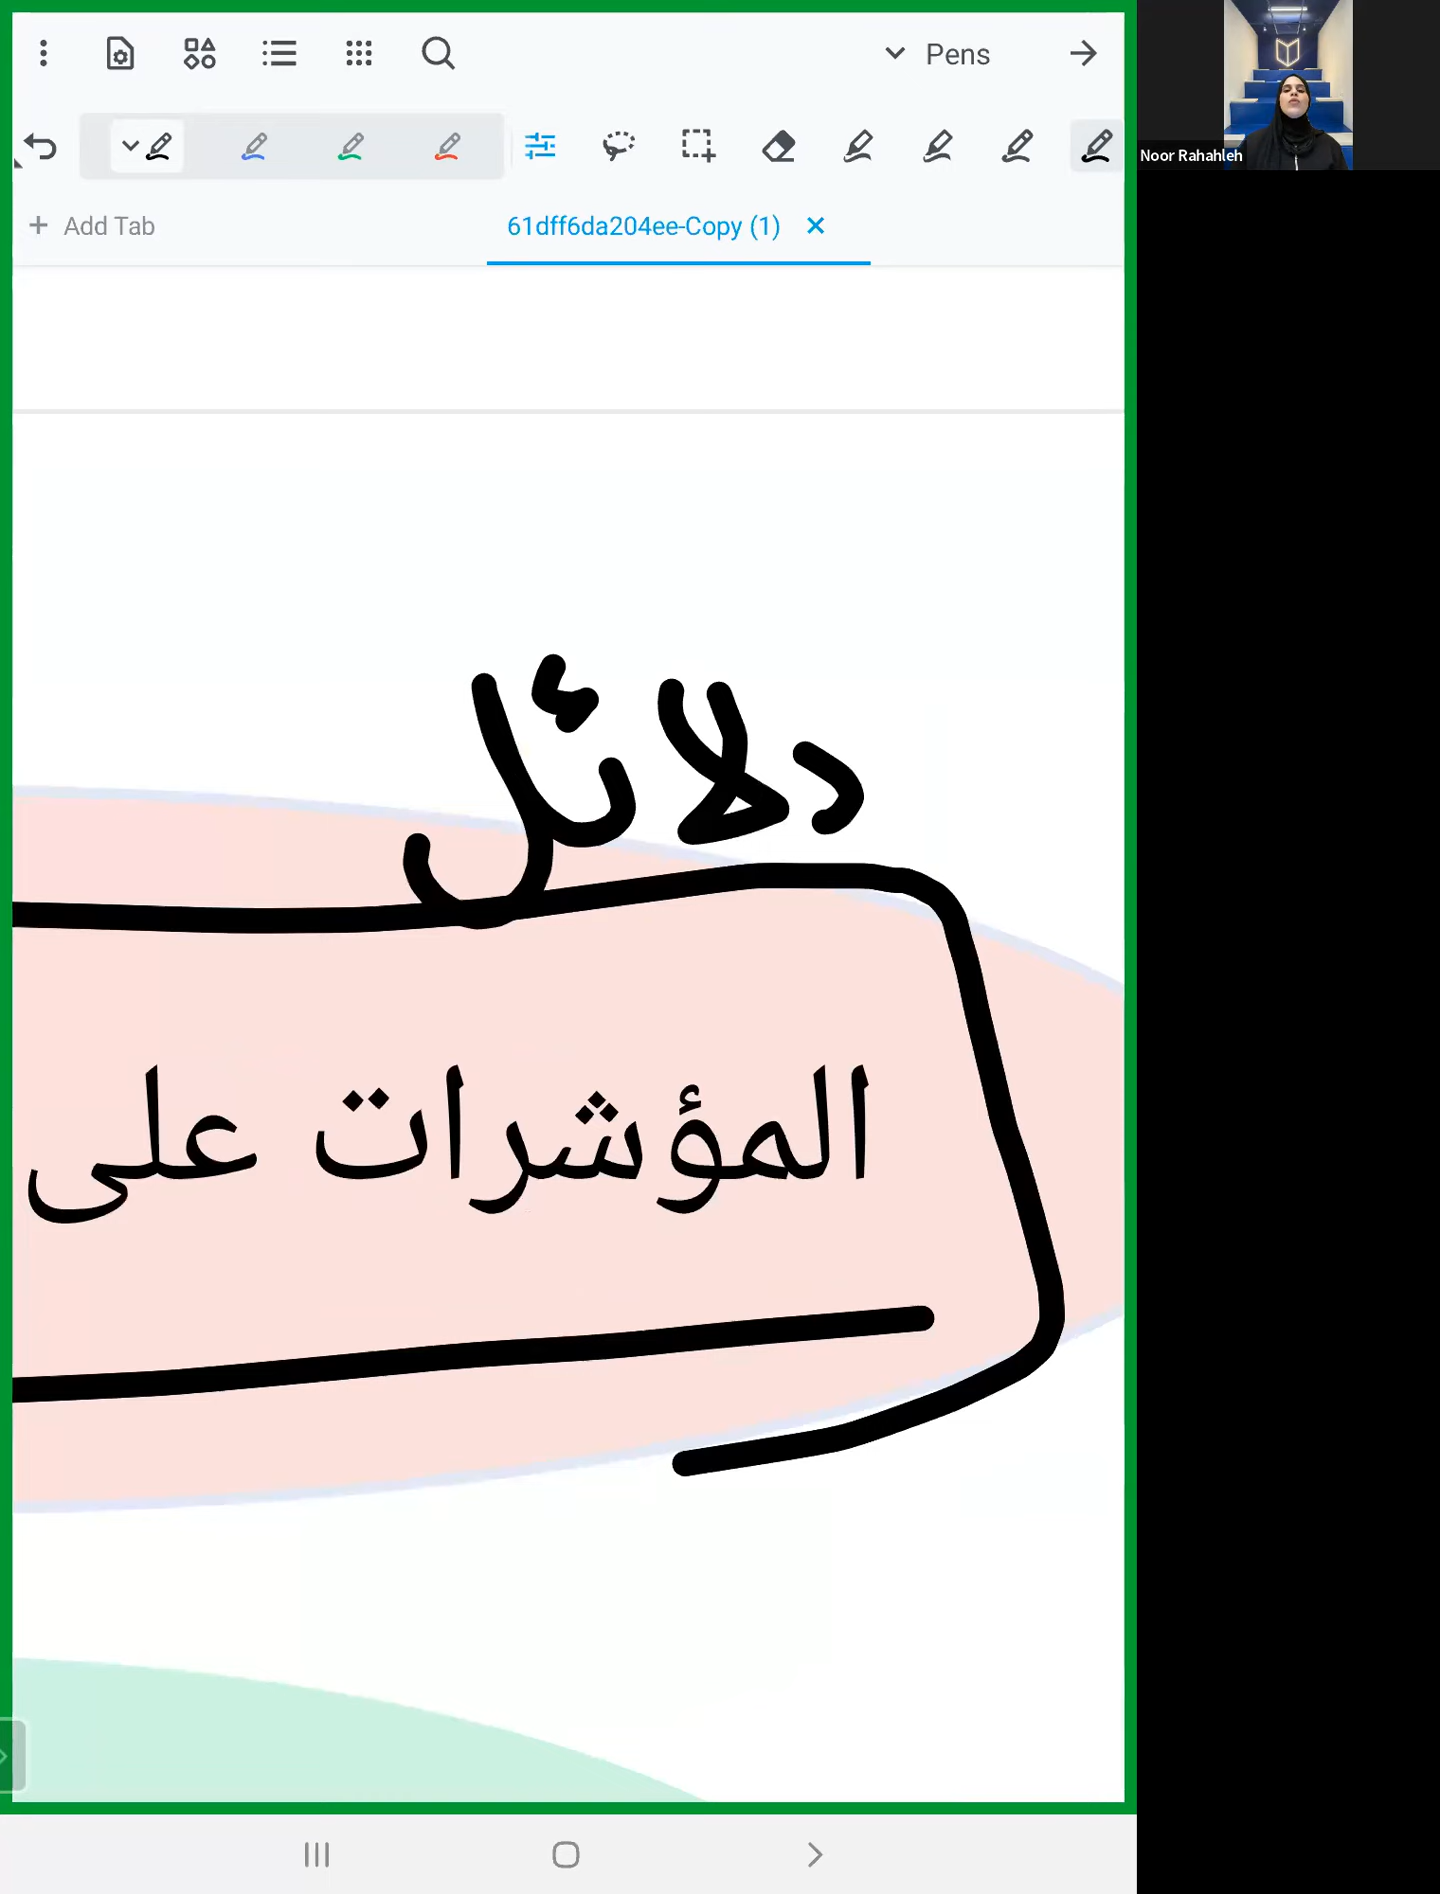 Pens
Noor Rahahleh
Add Tab
61dff6da204ee-Copy (1)
دلائل
المؤشرات على